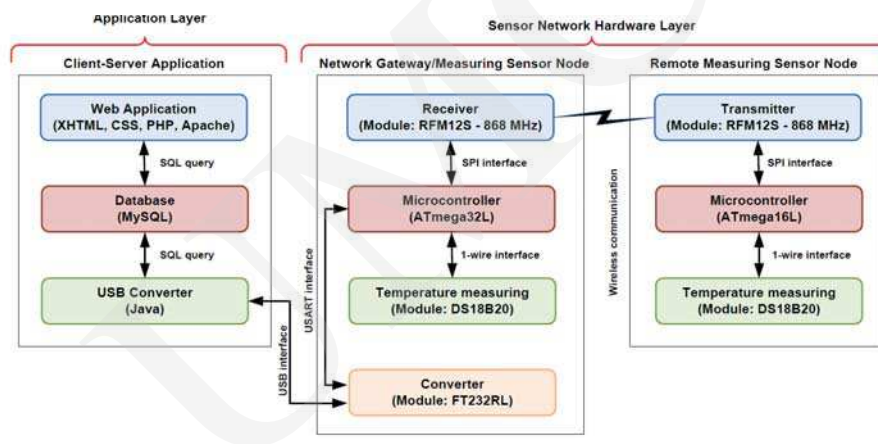 Application Layer
Sensor Network Hardware Layer
Client-Server Application
Network Gateway/Measuring Sensor Node
Remote Measuring Sensor Node
Web Application
(XHTML, CSS, PHP, Apache)
SQL query
Database
(MySQL)
SQL query
USB Converter
(Java)
USB interface
USART interface
Receiver
(Module: RFM12S - 868 MHz)
SPI interface
Microcontroller
(ATmega32L)
1-wire interface
Temperature measuring
(Module: DS18B20)
Converter
(Module: FT232RL)
Wireless communication
Transmitter
(Module: RFM12S - 868 MHz)
SPI interface
Microcontroller
(ATmega16L)
1-wire interface
Temperature measuring
(Module: DS18B20)